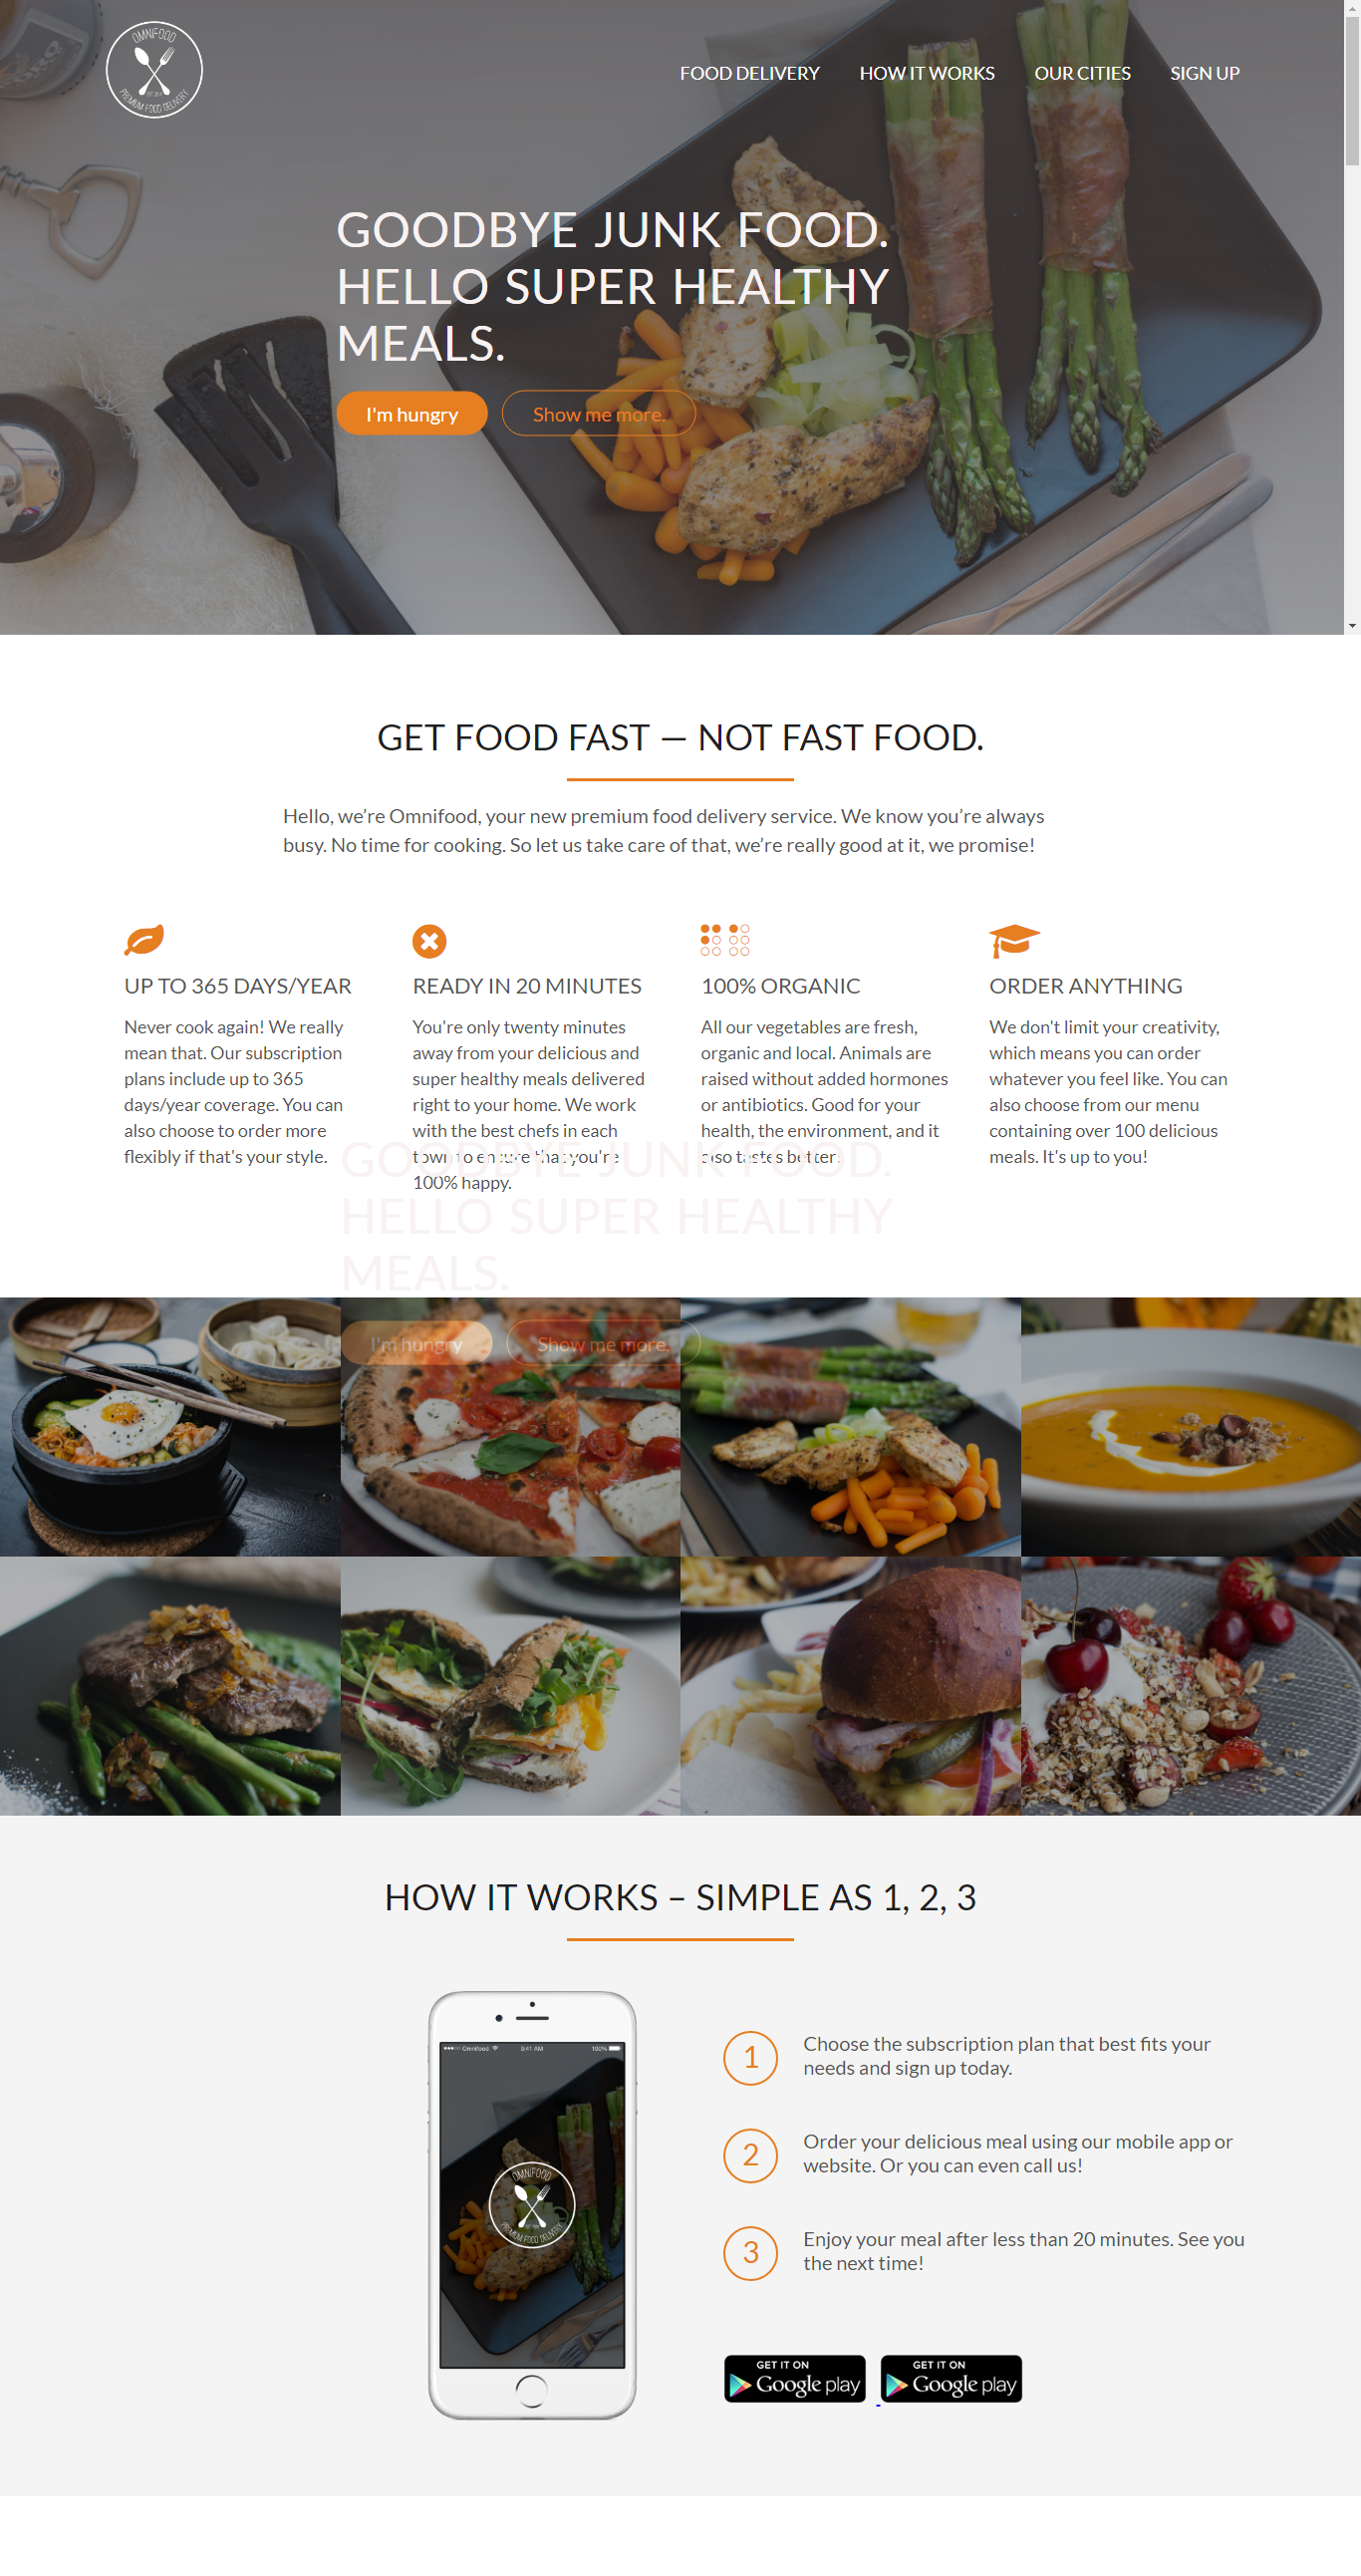 OMNIFOOD
PREMIUM FOOD DELIVERY
FOOD DELIVERY
HOW IT WORKS
OUR CITIES
SIGN UP
GOODBYE JUNK FOOD.
HELLO SUPER HEALTHY
MEALS.
I'm hungry
Show me more.
GET FOOD FAST — NOT FAST FOOD.
Hello, we’re Omnifood, your new premium food delivery service. We know you’re always
busy. No time for cooking. So let us take care of that, we’re really good at it, we promise!
UP TO 365 DAYS/YEAR
Never cook again! We really
mean that. Our subscription
plans include up to 365
days/year coverage. You can
also choose to order more
flexibly if that's your style.
READY IN 20 MINUTES
You're only twenty minutes
away from your delicious and
super healthy meals delivered
right to your home. We work
with the best chefs in each
town to ensure that you're
100% happy.
100% ORGANIC
All our vegetables are fresh,
organic and local. Animals are
raised without added hormones
or antibiotics. Good for your
health, the environment, and it
also tastes better!
ORDER ANYTHING
We don't limit your creativity,
which means you can order
whatever you feel like. You can
also choose from our menu
containing over 100 delicious
meals. It's up to you!
GOODBYE JUNK FOOD.
HELLO SUPER HEALTHY
MEALS.
I'm hungry
Show me more.
HOW IT WORKS – SIMPLE AS 1, 2, 3
Omnifood 9:41 AM 100%
OMNIFOOD
PREMIUM FOOD DELIVERY
1
Choose the subscription plan that best fits your
needs and sign up today.
2
Order your delicious meal using our mobile app or
website. Or you can even call us!
3
Enjoy your meal after less than 20 minutes. See you
the next time!
GET IT ON
Google play
GET IT ON
Google play